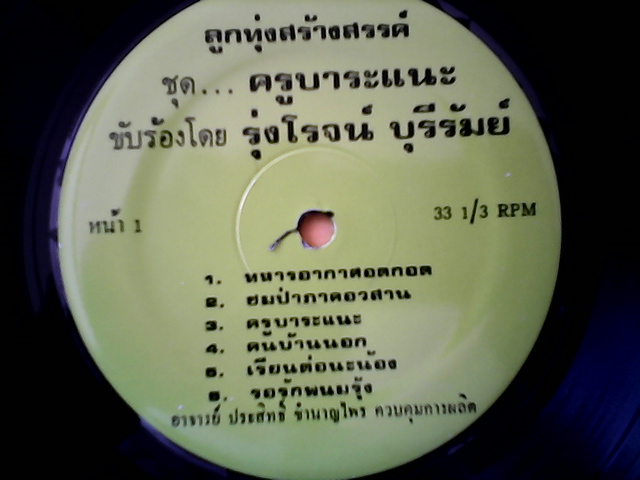 ลูกทุ่งสร้างสรรค์
ชุด... ครูบาระแนะ
ขับร้องโดย รุ่งโรจน์ บุรีรัมย์
หน้า 1
33 1/3 RPM
1. ทหารอากาศอดกอด
2. ชมป่าภาคอวสาน
3. ครูบาระแนะ
4. คนบ้านนอก
5. เรียนต่อนะน้อง
6. รอรักพนมรุ้ง
อาจารย์ ประสิทธิ์ ชำนาญไพร ควบคุมการผลิต